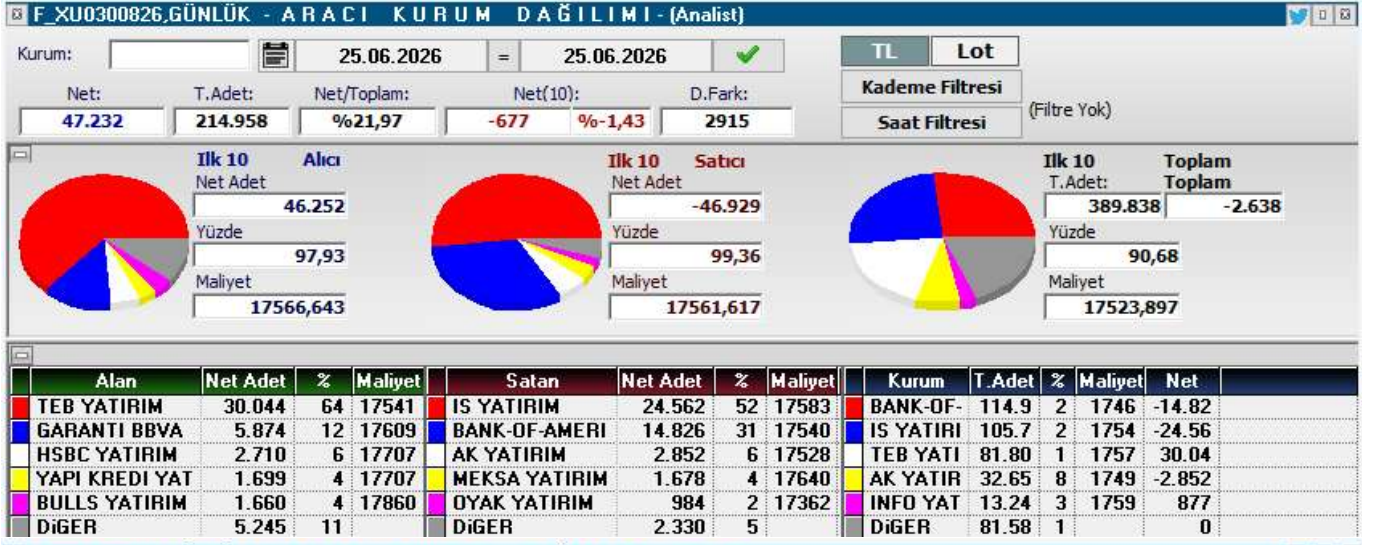 F_XU0300826,GÜNLÜK - ARACI KURUM DAĞILIMI - (Analist)
Kurum: 25.06.2026 = 25.06.2026 TL Lot
Kademe Filtresi
Net: T.Adet: Net/Toplam: Net(10): D.Fark:
47.232 214.958 %21,97 -677 %-1,43 2915
Saat Filtresi (Filtre Yok)
Ilk 10 Alıcı Ilk 10 Satıcı Ilk 10 Toplam
Net Adet Net Adet T.Adet: Toplam
46.252 -46.929 389.838 -2.638
Yüzde Yüzde Yüzde
97,93 99,36 90,68
Maliyet Maliyet Maliyet
17566,643 17561,617 17523,897
Alan Net Adet % Maliyet Satan Net Adet % Maliyet Kurum T.Adet % Maliyet Net
TEB YATIRIM 30.044 64 17541 IS YATIRIM 24.562 52 17583 BANK-OF- 114.9 2 1746 -14.82
GARANTI BBVA 5.874 12 17609 BANK-OF-AMERI 14.826 31 17540 IS YATIRI 105.7 2 1754 -24.56
HSBC YATIRIM 2.710 6 17707 AK YATIRIM 2.852 6 17528 TEB YATI 81.80 1 1757 30.04
YAPI KREDI YAT 1.699 4 17707 MEKSA YATIRIM 1.678 4 17640 AK YATIR 32.65 8 1749 -2.852
BULLS YATIRIM 1.660 4 17860 OYAK YATIRIM 984 2 17362 INFO YAT 13.24 3 1759 877
DiGER 5.245 11 DiGER 2.330 5 DiGER 81.58 1 0